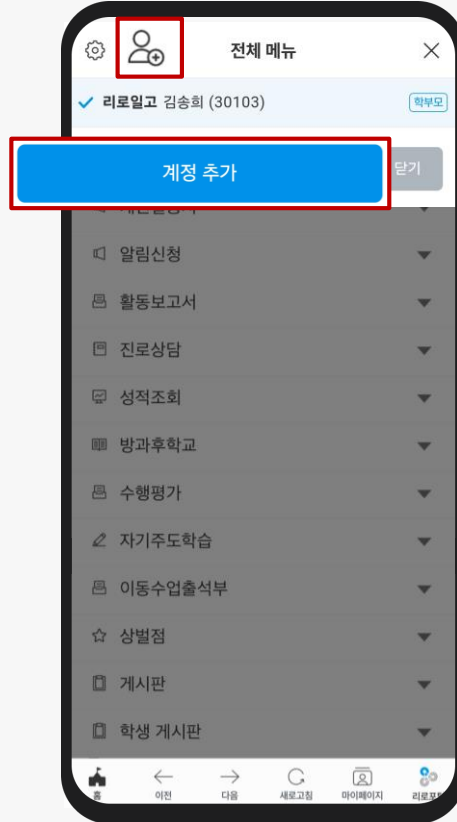 전체 메뉴
리로일고 김송희 (30103)
학부모
계정 추가
닫기
알림신청
활동보고서
진로상담
성적조회
방과후학교
수행평가
자기주도학습
이동수업출석부
상벌점
게시판
학생 게시판
홈 이전 다음 새로고침 마이페이지